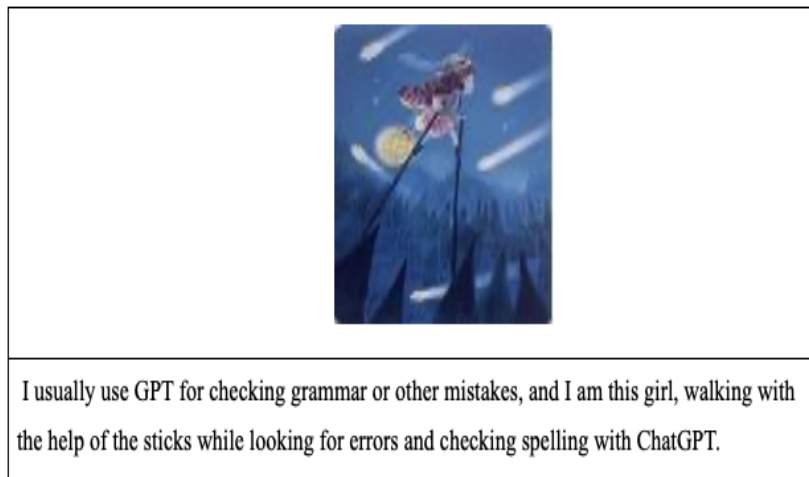 I usually use GPT for checking grammar or other mistakes, and I am this girl, walking with
the help of the sticks while looking for errors and checking spelling with ChatGPT.